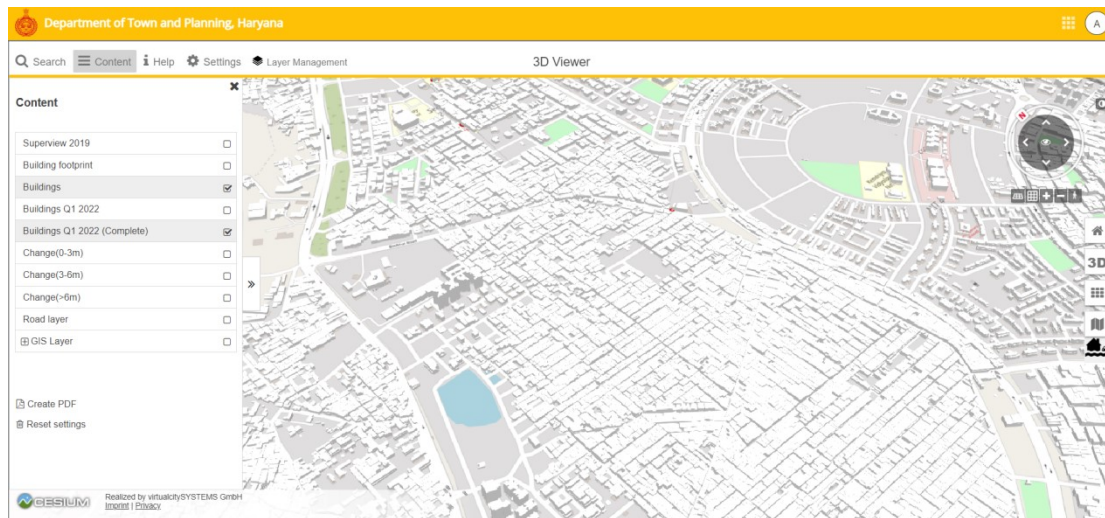 Department of Town and Planning, Haryana
A
Search
Content
Help
Settings
Layer Management
3D Viewer
Content
Superview 2019
Building footprint
Buildings
Buildings Q1 2022
Buildings Q1 2022 (Complete)
Change(0-3m)
Change(3-6m)
Change(>6m)
Road layer
GIS Layer
Create PDF
Reset settings
CESIUM
Realized by virtualcitySYSTEMS GmbH
Imprint | Privacy
N
3D